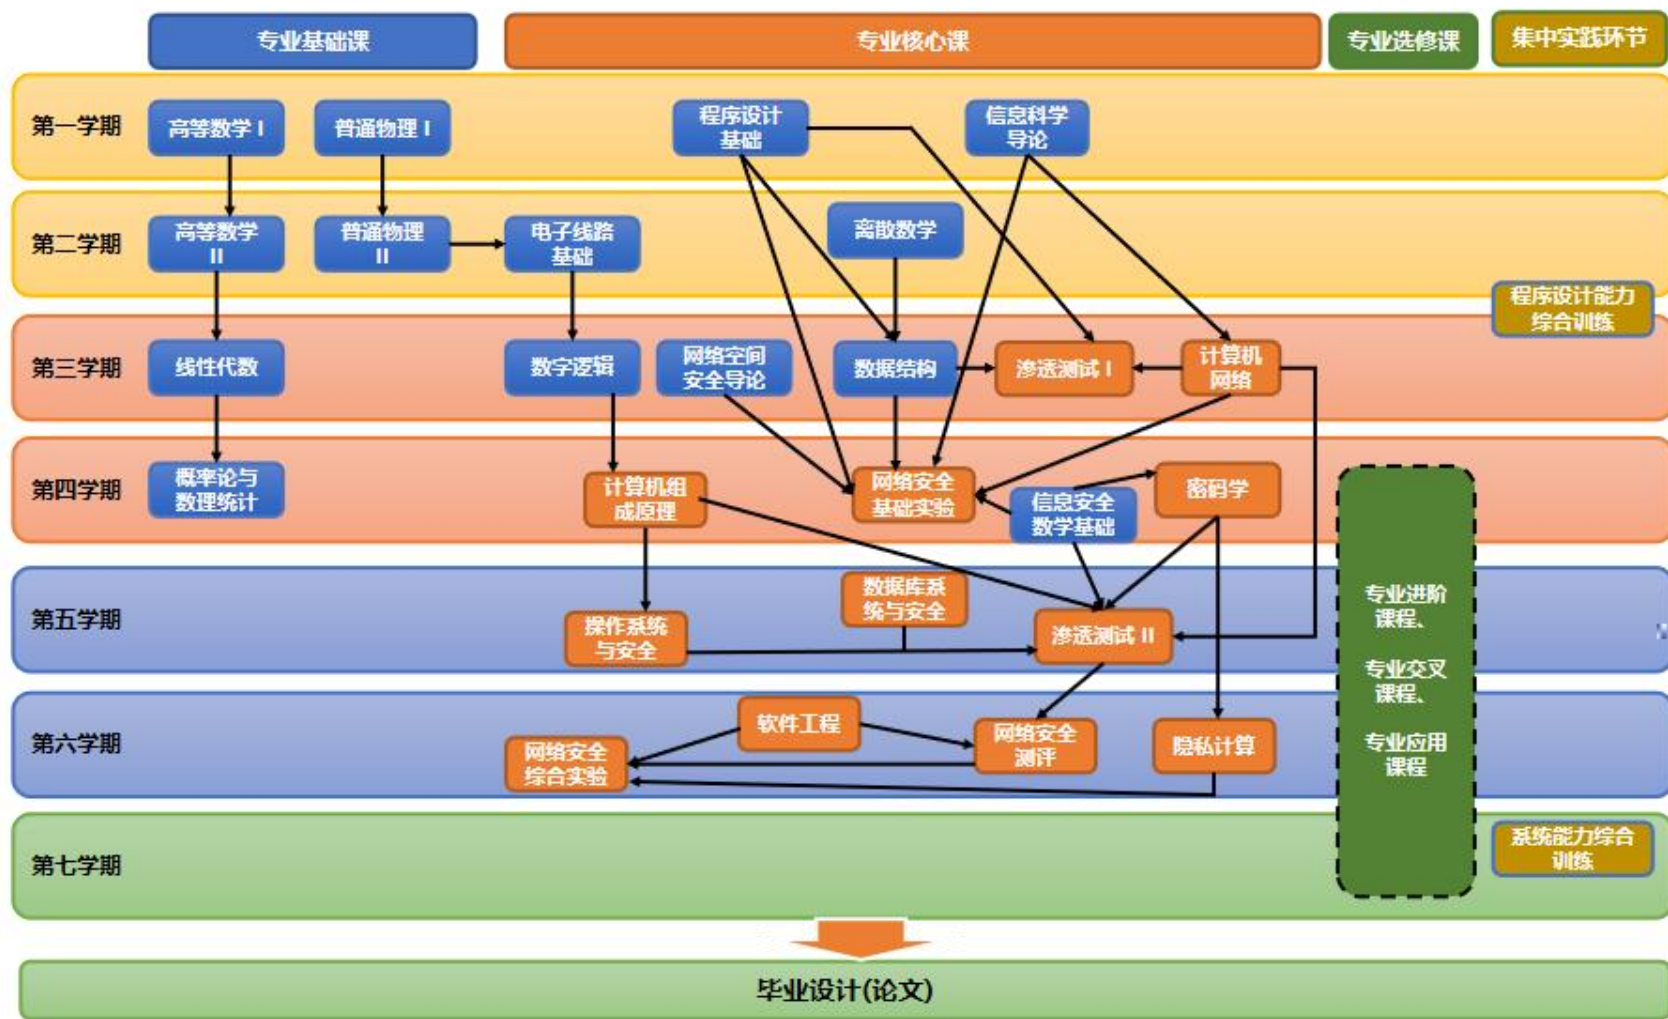 专业基础课
专业核心课
专业选修课
集中实践环节
第一学期
高等数学 I
普通物理 I
程序设计
基础
信息科学
导论
第二学期
高等数学
II
普通物理
II
电子线路
基础
离散数学
程序设计能力
综合训练
第三学期
线性代数
数字逻辑
网络空间
安全导论
数据结构
渗透测试 I
计算机
网络
第四学期
概率论与
数理统计
计算机组
成原理
网络安全
基础实验
信息安全
数学基础
密码学
第五学期
操作系统
与安全
数据库系
统与安全
渗透测试 II
专业进阶
课程、
专业交叉
课程、
专业应用
课程
第六学期
网络安全
综合实验
软件工程
网络安全
测评
隐私计算
第七学期
系统能力综合
训练
毕业设计(论文)